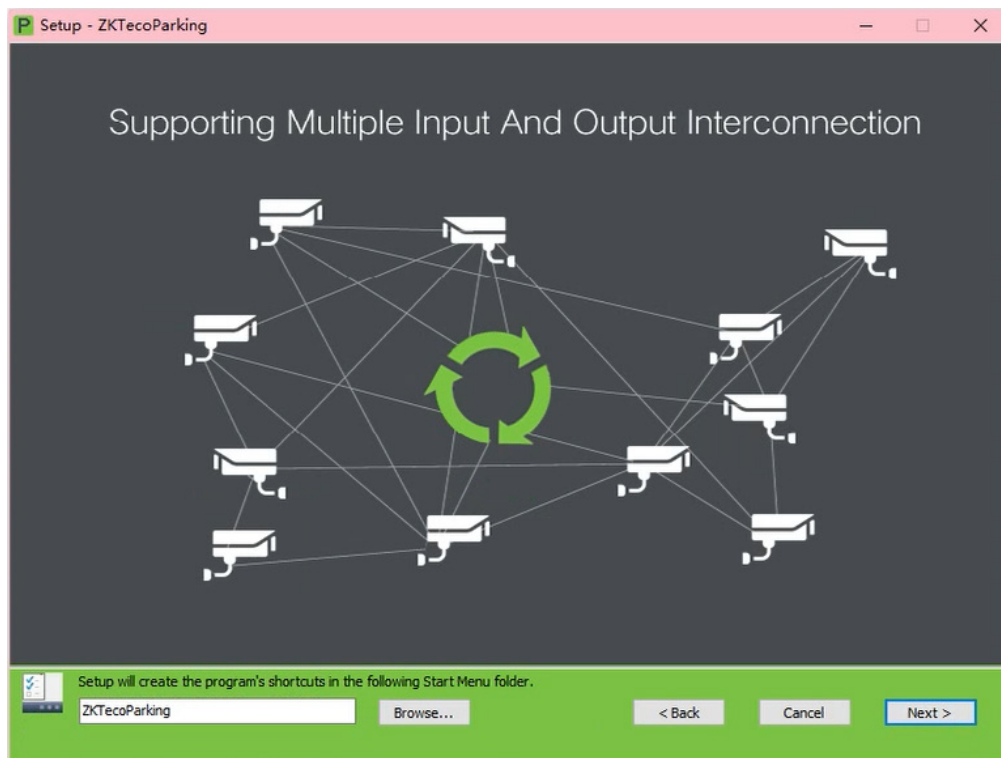 P Setup - ZKTecoParking
Supporting Multiple Input And Output Interconnection
Setup will create the program's shortcuts in the following Start Menu folder.
ZKTecoParking Browse... < Back Cancel Next >